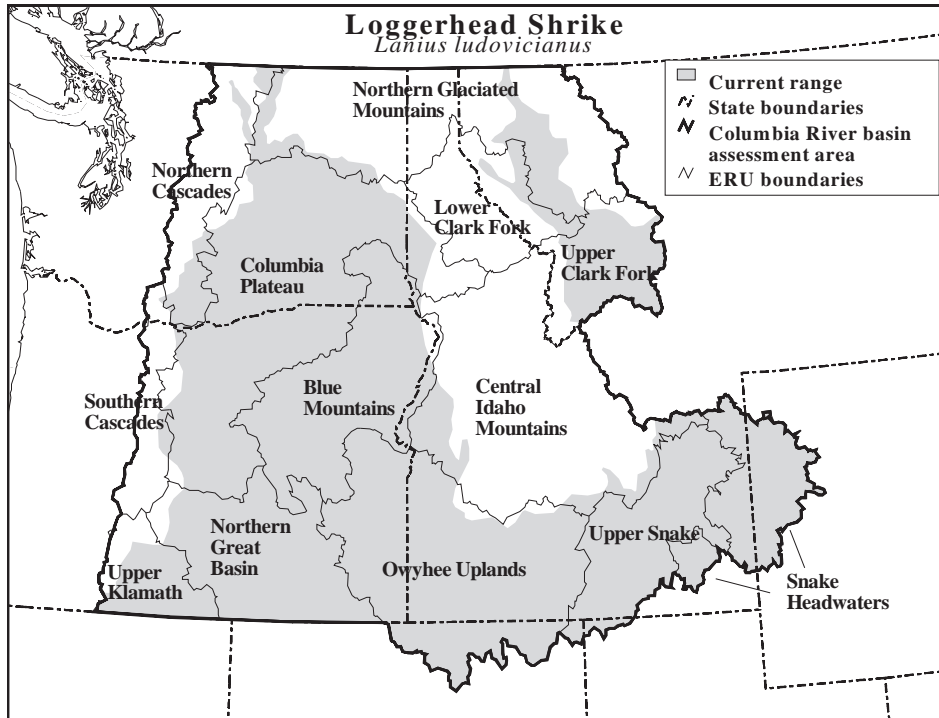 Loggerhead Shrike
Lanius ludovicianus
Current range
State boundaries
Columbia River basin
assessment area
ERU boundaries
Northern Glaciated
Mountains
Northern
Cascades
Lower
Clark Fork
Upper
Clark Fork
Columbia
Plateau
Blue
Mountains
Central
Idaho
Mountains
Southern
Cascades
Northern
Great
Basin
Upper Snake
Owyhee Uplands
Upper
Klamath
Snake
Headwaters